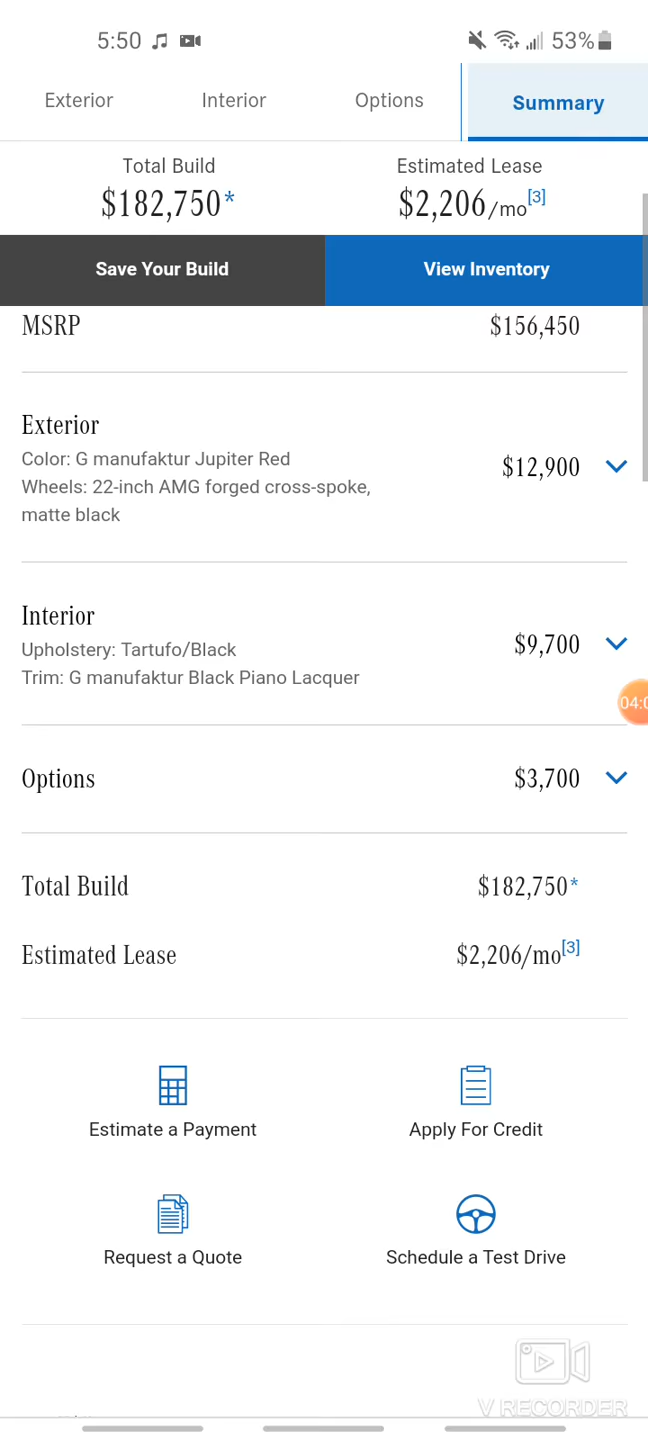 5:50
53%
Exterior
Interior
Options
Summary
Total Build
Estimated Lease
$182,750*
$2,206/mo[3]
Save Your Build
View Inventory
MSRP
$156,450
Exterior
Color: G manufaktur Jupiter Red
Wheels: 22-inch AMG forged cross-spoke,
matte black
$12,900
Interior
Upholstery: Tartufo/Black
Trim: G manufaktur Black Piano Lacquer
$9,700
Options
$3,700
Total Build
$182,750*
Estimated Lease
$2,206/mo[3]
Estimate a Payment
Apply For Credit
Request a Quote
Schedule a Test Drive
V RECORDER